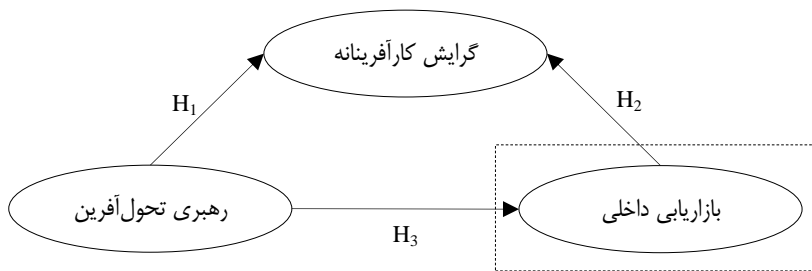 گرایش کارآفرینانه
H1
H2
رهبری تحول‌آفرین
بازاریابی داخلی
H3